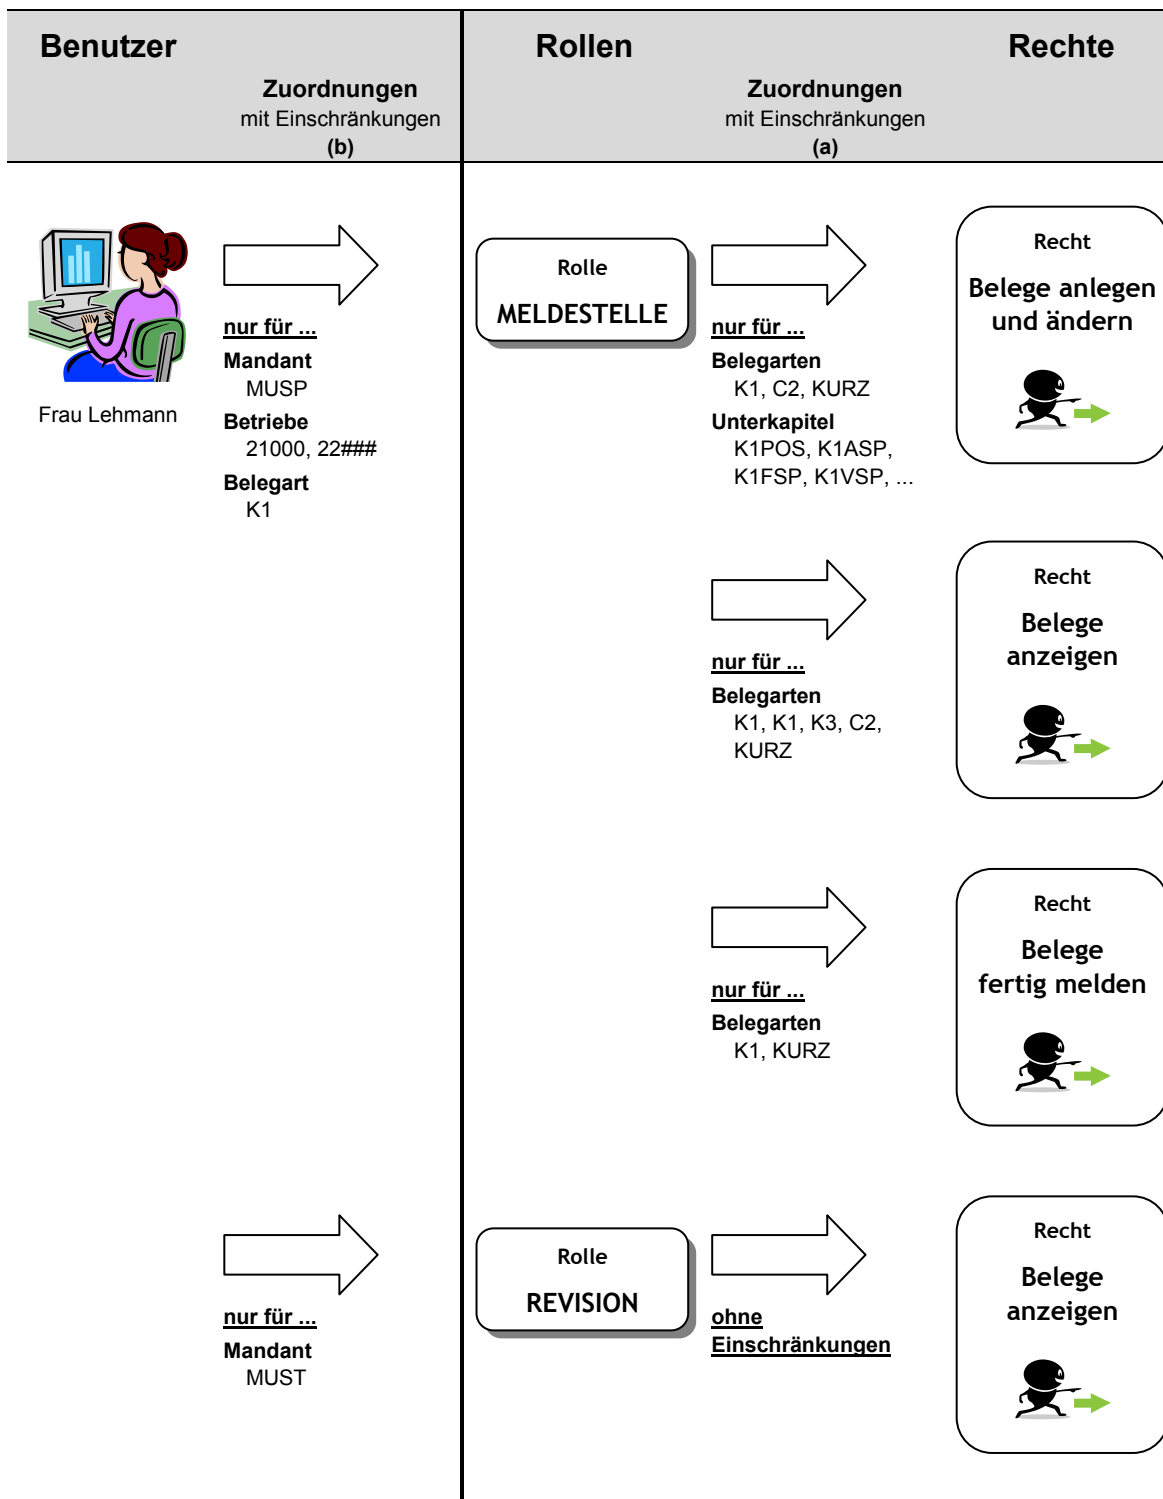 Benutzer
Rollen
Rechte
Zuordnungen
mit Einschränkungen
(b)
Zuordnungen
mit Einschränkungen
(a)
Frau Lehmann
nur für ...
Mandant
MUSP
Betriebe
21000, 22###
Belegart
K1
Rolle
MELDESTELLE
nur für ...
Belegarten
K1, C2, KURZ
Unterkapitel
K1POS, K1ASP,
K1FSP, K1VSP, ...
Recht
Belege anlegen
und ändern
nur für ...
Belegarten
K1, K1, K3, C2,
KURZ
Recht
Belege
anzeigen
nur für ...
Belegarten
K1, KURZ
Recht
Belege
fertig melden
nur für ...
Mandant
MUST
Rolle
REVISION
ohne
Einschränkungen
Recht
Belege
anzeigen